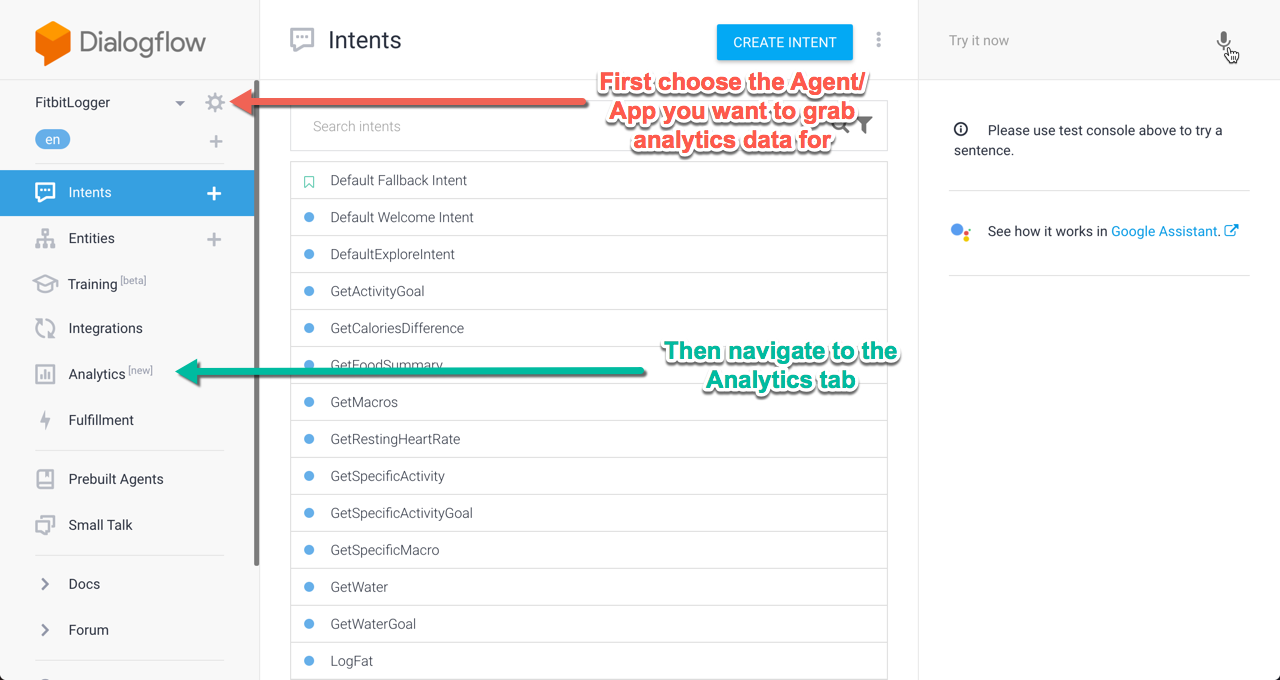 Dialogflow
FitbitLogger
en
Intents
Entities
Training [beta]
Integrations
Analytics [new]
Fulfillment
Prebuilt Agents
Small Talk
Docs
Forum
Intents
CREATE INTENT
First choose the Agent/
App you want to grab
analytics data for
Search intents
Default Fallback Intent
Default Welcome Intent
DefaultExploreIntent
GetActivityGoal
GetCaloriesDifference
Then navigate to the
Analytics tab
GetFoodSummary
GetMacros
GetRestingHeartRate
GetSpecificActivity
GetSpecificActivityGoal
GetSpecificMacro
GetWater
GetWaterGoal
LogFat
Try it now
Please use test console above to try a
sentence.
See how it works in Google Assistant.